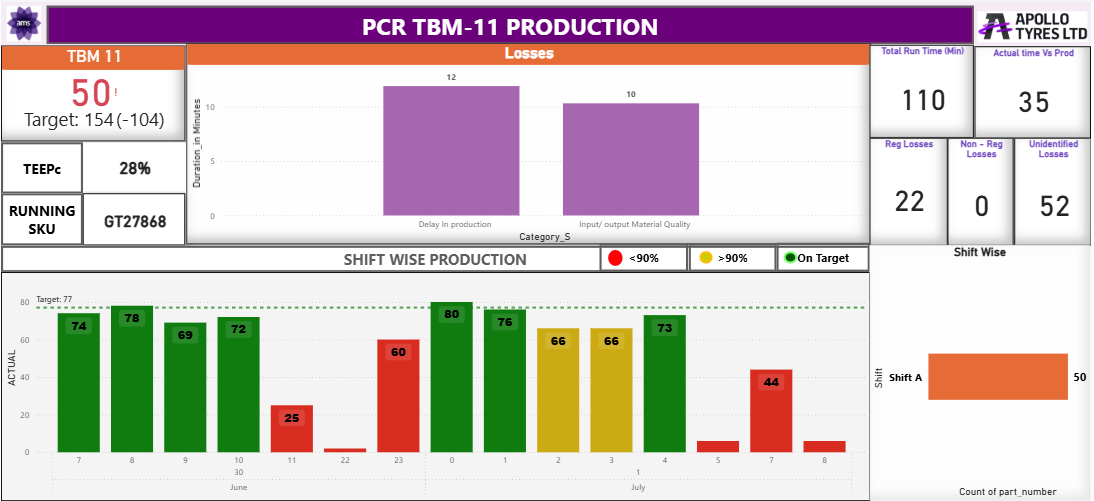 ams
PCR TBM-11 PRODUCTION
APOLLO
TYRES LTD
TBM 11
50!
Target: 154 (-104)
TEEPc
28%
RUNNING
SKU
GT27868
Losses
Duration_in Minutes
10
5
0
12
10
Delay In production
Input/ output Material Quality
Category_S
Total Run Time (Min)
110
Actual time Vs Prod
35
Reg Losses
22
Non - Reg
Losses
0
Unidentified
Losses
52
SHIFT WISE PRODUCTION
<90%
>90%
On Target
ACTUAL
80
60
40
20
0
Target: 77
74
78
69
72
25
60
80
76
66
66
73
44
7
8
9
10
11
22
23
0
1
2
3
4
5
7
8
30
1
June
July
Shift Wise
Shift
Shift A
50
Count of part_number